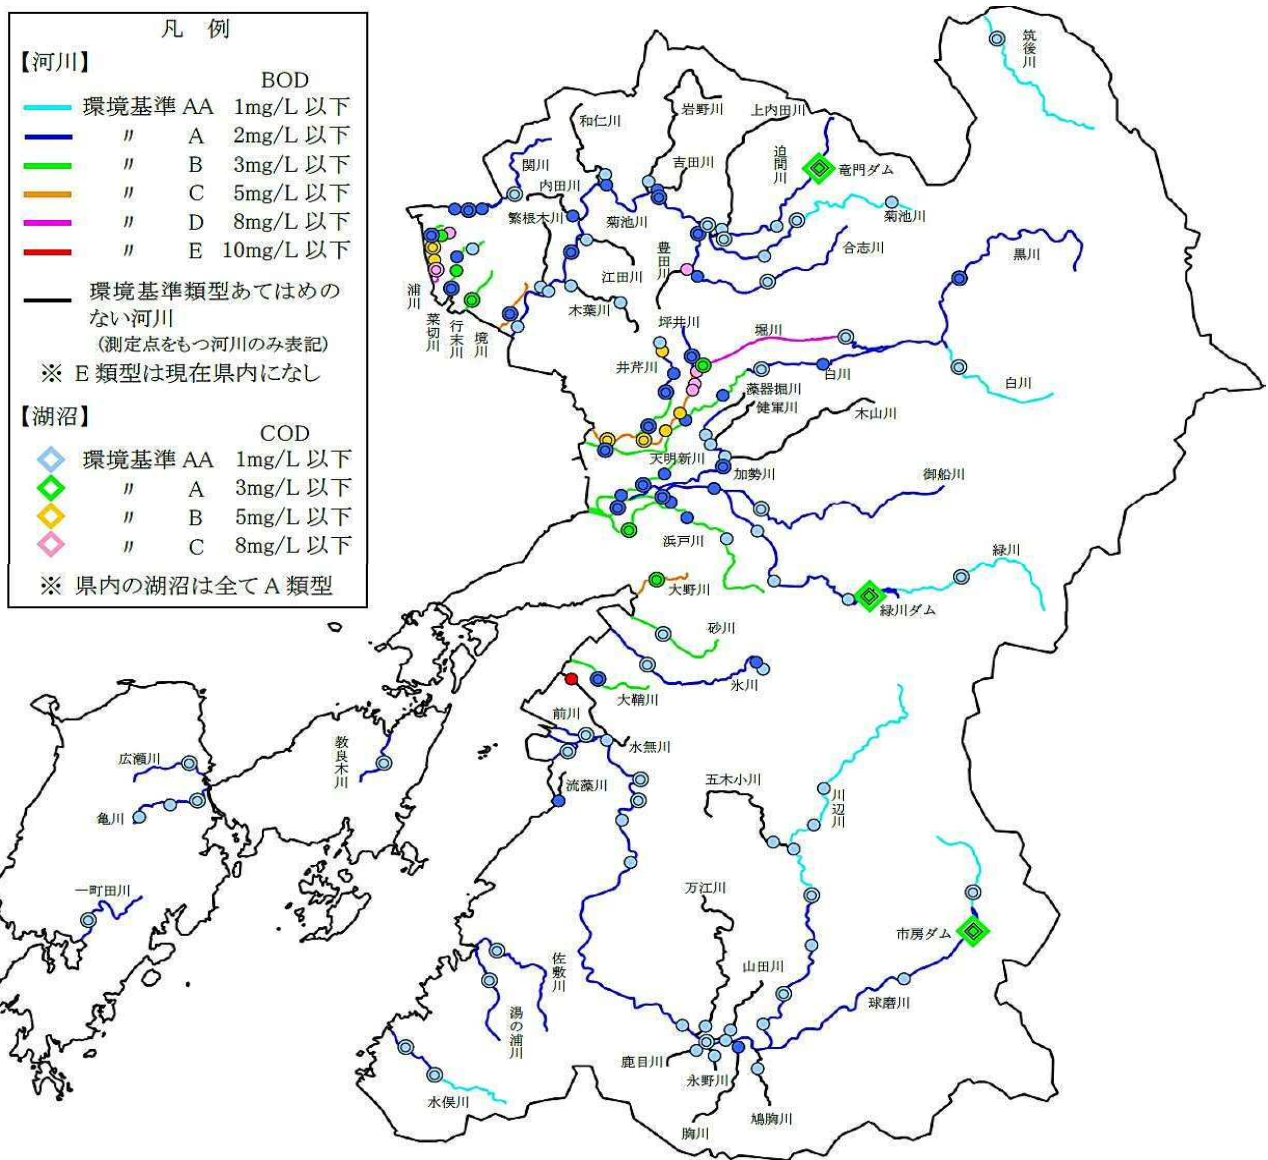 凡 例
【河川】
BOD
環境基準 AA 1mg/L 以下
〃 A 2mg/L 以下
〃 B 3mg/L 以下
〃 C 5mg/L 以下
〃 D 8mg/L 以下
〃 E 10mg/L 以下
環境基準類型あてはめの
ない河川
(測定点をもつ河川のみ表記)
※ E 類型は現在県内になし
【湖沼】
COD
環境基準 AA 1mg/L 以下
〃 A 3mg/L 以下
〃 B 5mg/L 以下
〃 C 8mg/L 以下
※ 県内の湖沼は全て A 類型
筑後川
岩野川
上内田川
和仁川
関川
吉田川
迫間川
竜門ダム
内田川
繁根木川
菊池川
菊池川
合志川
豊田川
黒川
江田川
浦川
菜切川
行末川
境川
木葉川
坪井川
堀川
井芹川
白川
白川
藻器堀川
健軍川
木山川
天明新川
加勢川
御船川
浜戸川
緑川
大野川
緑川ダム
砂川
氷川
大鞘川
前川
水無川
教良木川
広瀬川
流藻川
五木小川
川辺川
亀川
一町田川
万江川
市房ダム
佐敷川
山田川
球磨川
湯の浦川
鹿目川
永野川
水俣川
胸川
鳩胸川